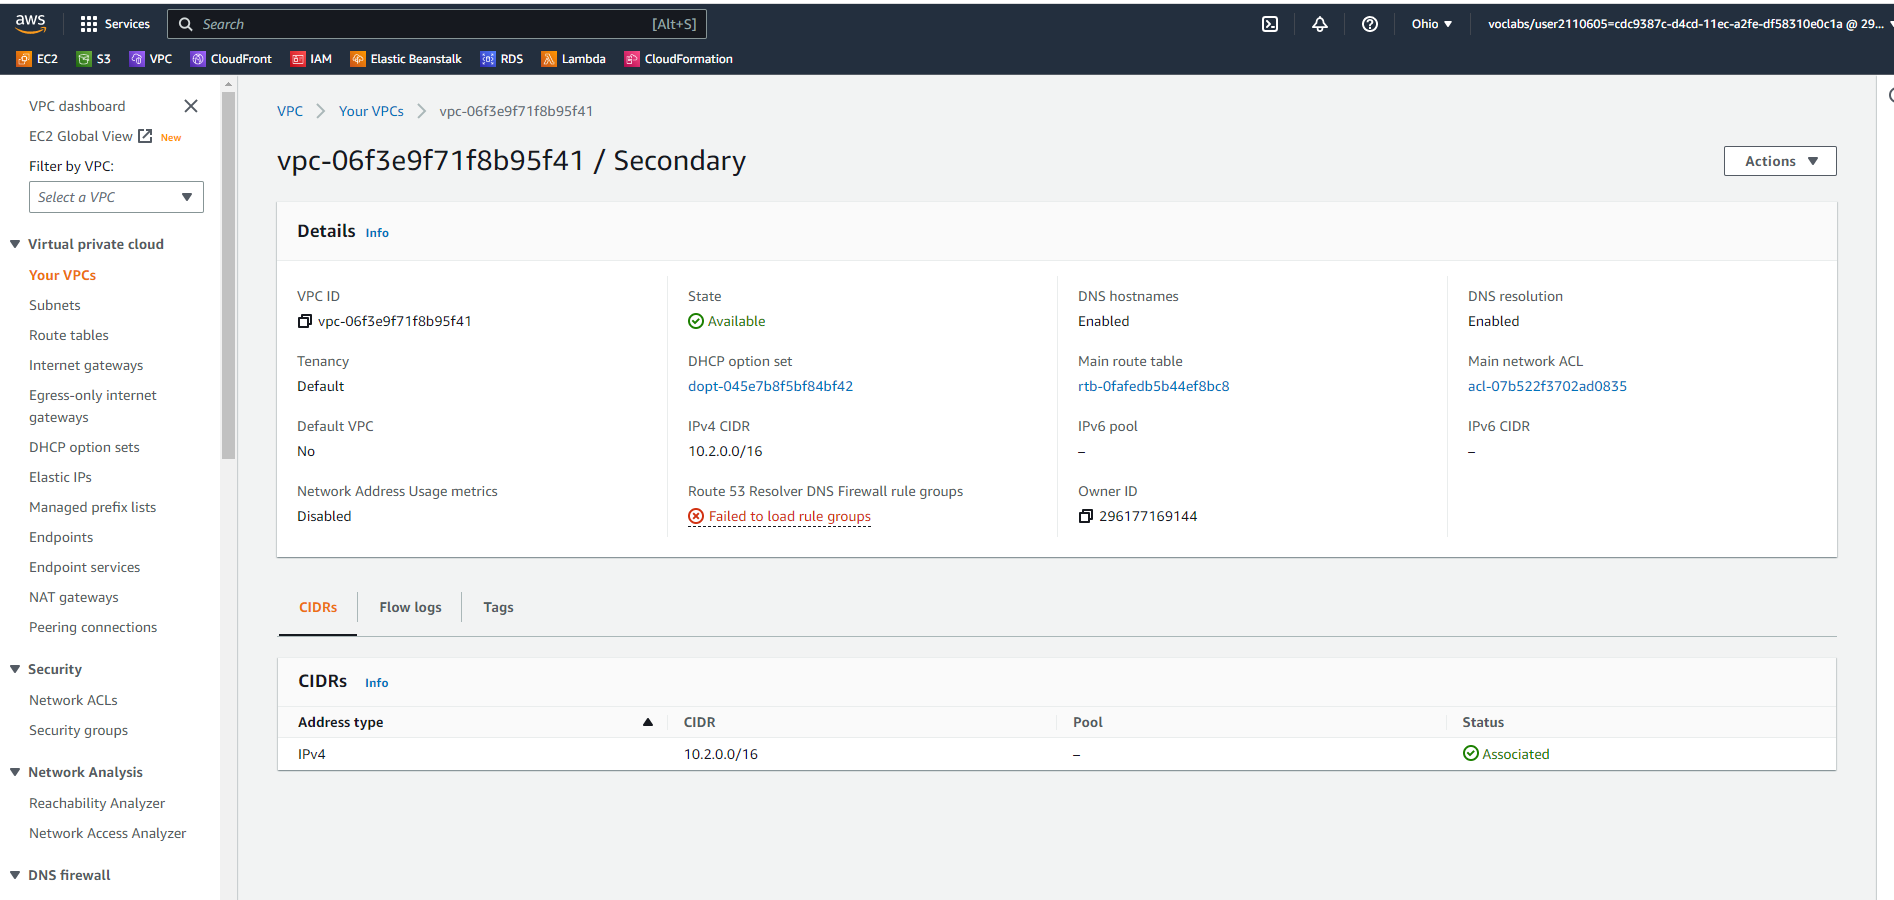 aws
Services
Search
[Alt+S]
Ohio
voclabs/user2110605=cdc9387c-d4cd-11ec-a2fe-df58310e0c1a @ 29...
EC2
S3
VPC
CloudFront
IAM
Elastic Beanstalk
RDS
Lambda
CloudFormation
VPC dashboard
EC2 Global View
New
Filter by VPC:
Select a VPC
Virtual private cloud
Your VPCs
Subnets
Route tables
Internet gateways
Egress-only internet
gateways
DHCP option sets
Elastic IPs
Managed prefix lists
Endpoints
Endpoint services
NAT gateways
Peering connections
Security
Network ACLs
Security groups
Network Analysis
Reachability Analyzer
Network Access Analyzer
DNS firewall
VPC
Your VPCs
vpc-06f3e9f71f8b95f41
vpc-06f3e9f71f8b95f41 / Secondary
Actions
Details
Info
VPC ID
vpc-06f3e9f71f8b95f41
State
Available
DNS hostnames
Enabled
DNS resolution
Enabled
Tenancy
Default
DHCP option set
dopt-045e7b8f5bf84bf42
Main route table
rtb-0fafedb5b44ef8bc8
Main network ACL
acl-07b522f3702ad0835
Default VPC
No
IPv4 CIDR
10.2.0.0/16
IPv6 pool
–
IPv6 CIDR
–
Network Address Usage metrics
Disabled
Route 53 Resolver DNS Firewall rule groups
Failed to load rule groups
Owner ID
296177169144
CIDRs
Flow logs
Tags
CIDRs
Info
Address type
CIDR
Pool
Status
IPv4
10.2.0.0/16
–
Associated